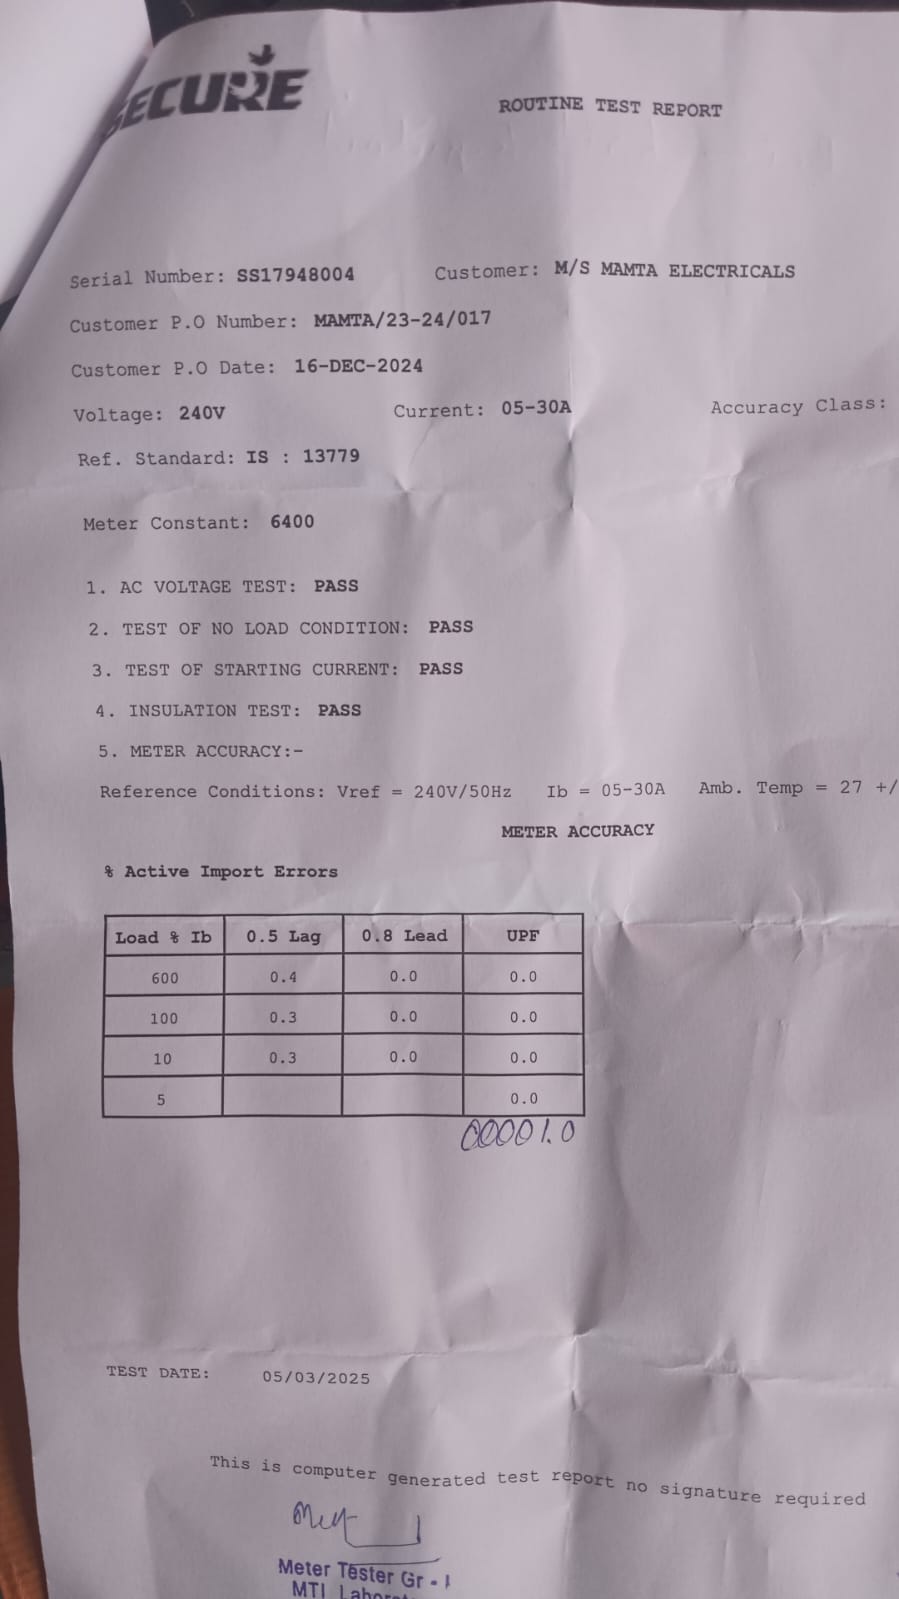 SECURE
ROUTINE TEST REPORT
Serial Number: SS17948004 Customer: M/S MAMTA ELECTRICALS
Customer P.O Number: MAMTA/23-24/017
Customer P.O Date: 16-DEC-2024
Voltage: 240V Current: 05-30A Accuracy Class:
Ref. Standard: IS : 13779
Meter Constant: 6400
1. AC VOLTAGE TEST: PASS
2. TEST OF NO LOAD CONDITION: PASS
3. TEST OF STARTING CURRENT: PASS
4. INSULATION TEST: PASS
5. METER ACCURACY:-
Reference Conditions: Vref = 240V/50Hz Ib = 05-30A Amb. Temp = 27 +/
METER ACCURACY
% Active Import Errors
Load % Ib 0.5 Lag 0.8 Lead UPF
600 0.4 0.0 0.0
100 0.3 0.0 0.0
10 0.3 0.0 0.0
5 0.0
00001.0
TEST DATE: 05/03/2025
This is computer generated test report no signature required
Meter Tester Gr - I
MTI